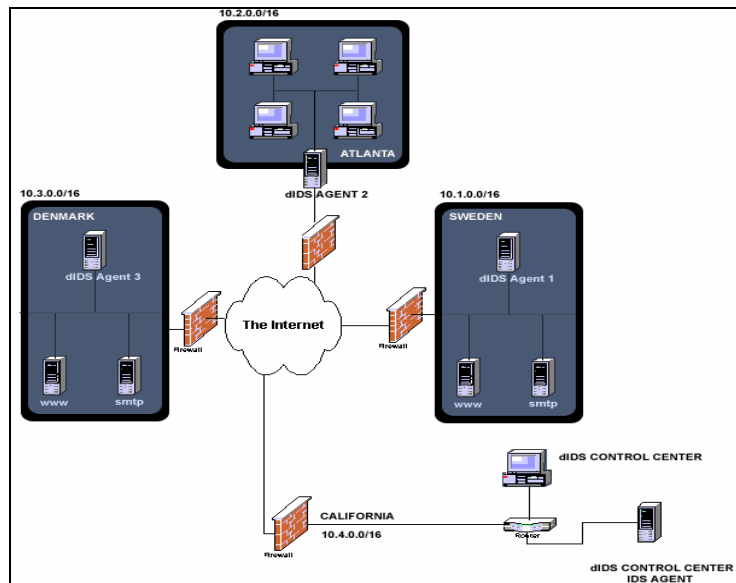 10.2.0.0/16
ATLANTA
dIDS AGENT 2
10.3.0.0/16
DENMARK
dIDS Agent 3
www
smtp
Firewall
The Internet
10.1.0.0/16
SWEDEN
dIDS Agent 1
www
smtp
Firewall
dIDS CONTROL CENTER
CALIFORNIA
10.4.0.0/16
Firewall
Router
dIDS CONTROL CENTER
IDS AGENT